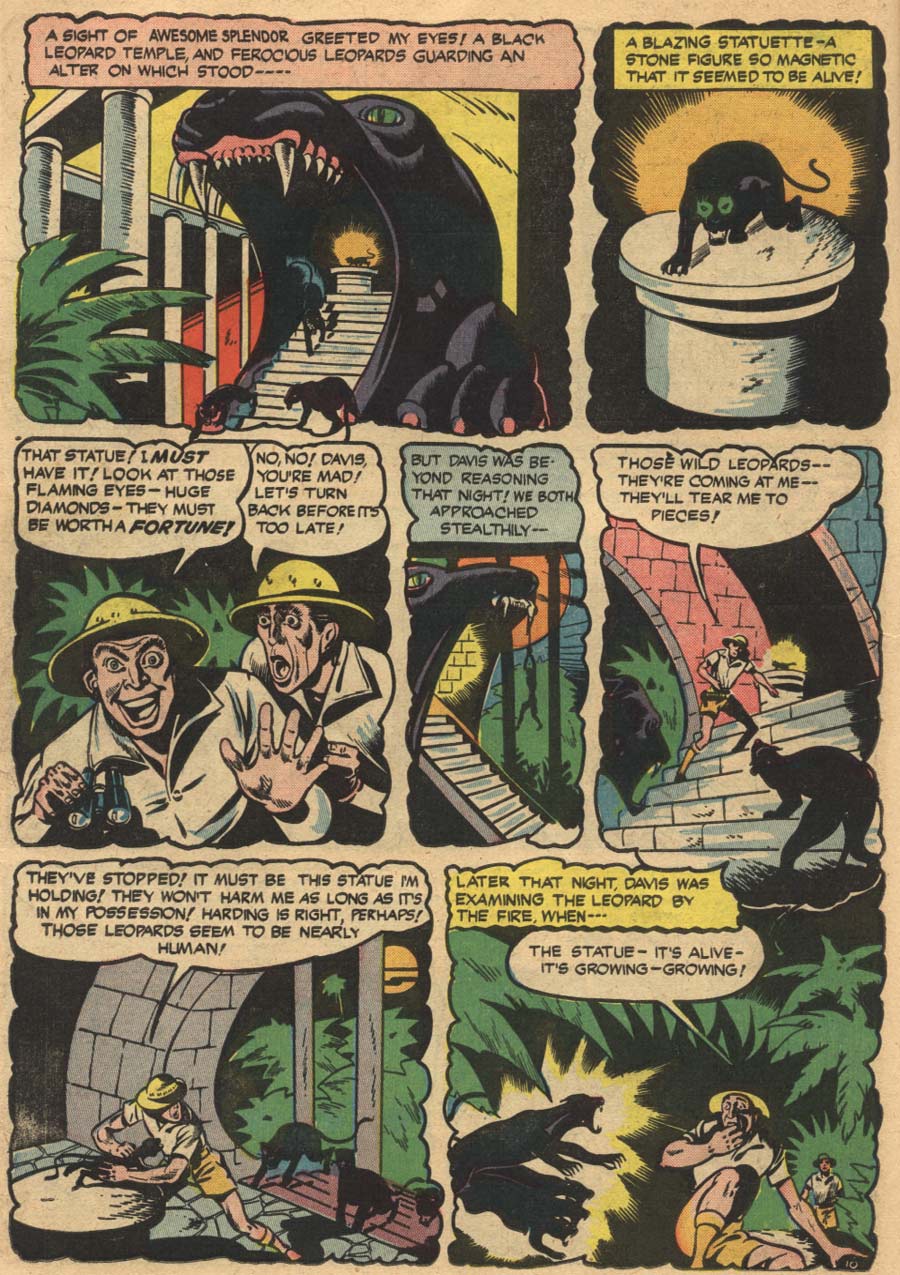 A SIGHT OF AWESOME SPLENDOR GREETED MY EYES! A BLACK
LEOPARD TEMPLE, AND FEROCIOUS LEOPARDS GUARDING AN
ALTER ON WHICH STOOD----
A BLAZING STATUETTE-A
STONE FIGURE SO MAGNETIC
THAT IT SEEMED TO BE ALIVE!
THAT STATUE! I MUST
HAVE IT! LOOK AT THOSE
FLAMING EYES - HUGE
DIAMONDS - THEY MUST
BE WORTH A FORTUNE!
NO, NO! DAVIS,
YOU'RE MAD!
LET'S TURN
BACK BEFORE IT'S
TOO LATE!
BUT DAVIS WAS BE-
YOND REASONING
THAT NIGHT! WE BOTH
APPROACHED
STEALTHILY--
THOSE WILD LEOPARDS--
THEY'RE COMING AT ME--
THEY'LL TEAR ME TO
PIECES!
THEY'VE STOPPED! IT MUST BE THIS STATUE I'M
HOLDING! THEY WON'T HARM ME AS LONG AS IT'S
IN MY POSSESSION! HARDING IS RIGHT, PERHAPS!
THOSE LEOPARDS SEEM TO BE NEARLY
HUMAN!
LATER THAT NIGHT, DAVIS WAS
EXAMINING THE LEOPARD BY
THE FIRE, WHEN---
THE STATUE - IT'S ALIVE-
IT'S GROWING-GROWING!
10